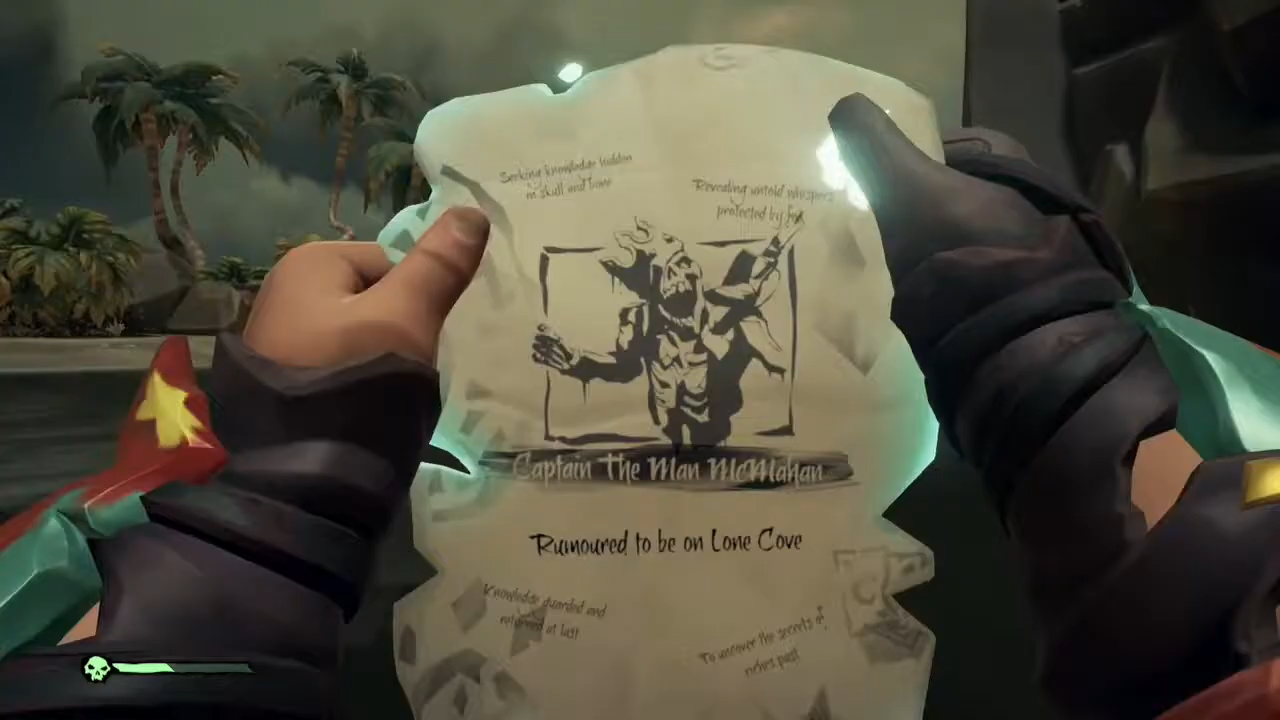 Seeking knowledge hidden
in skull and bone
Revealing untold whispers
protected by
Captain The Man McMahan
Rumoured to be on Lone Cove
Knowledge guarded and
returned at last
To uncover the secrets of
riches past